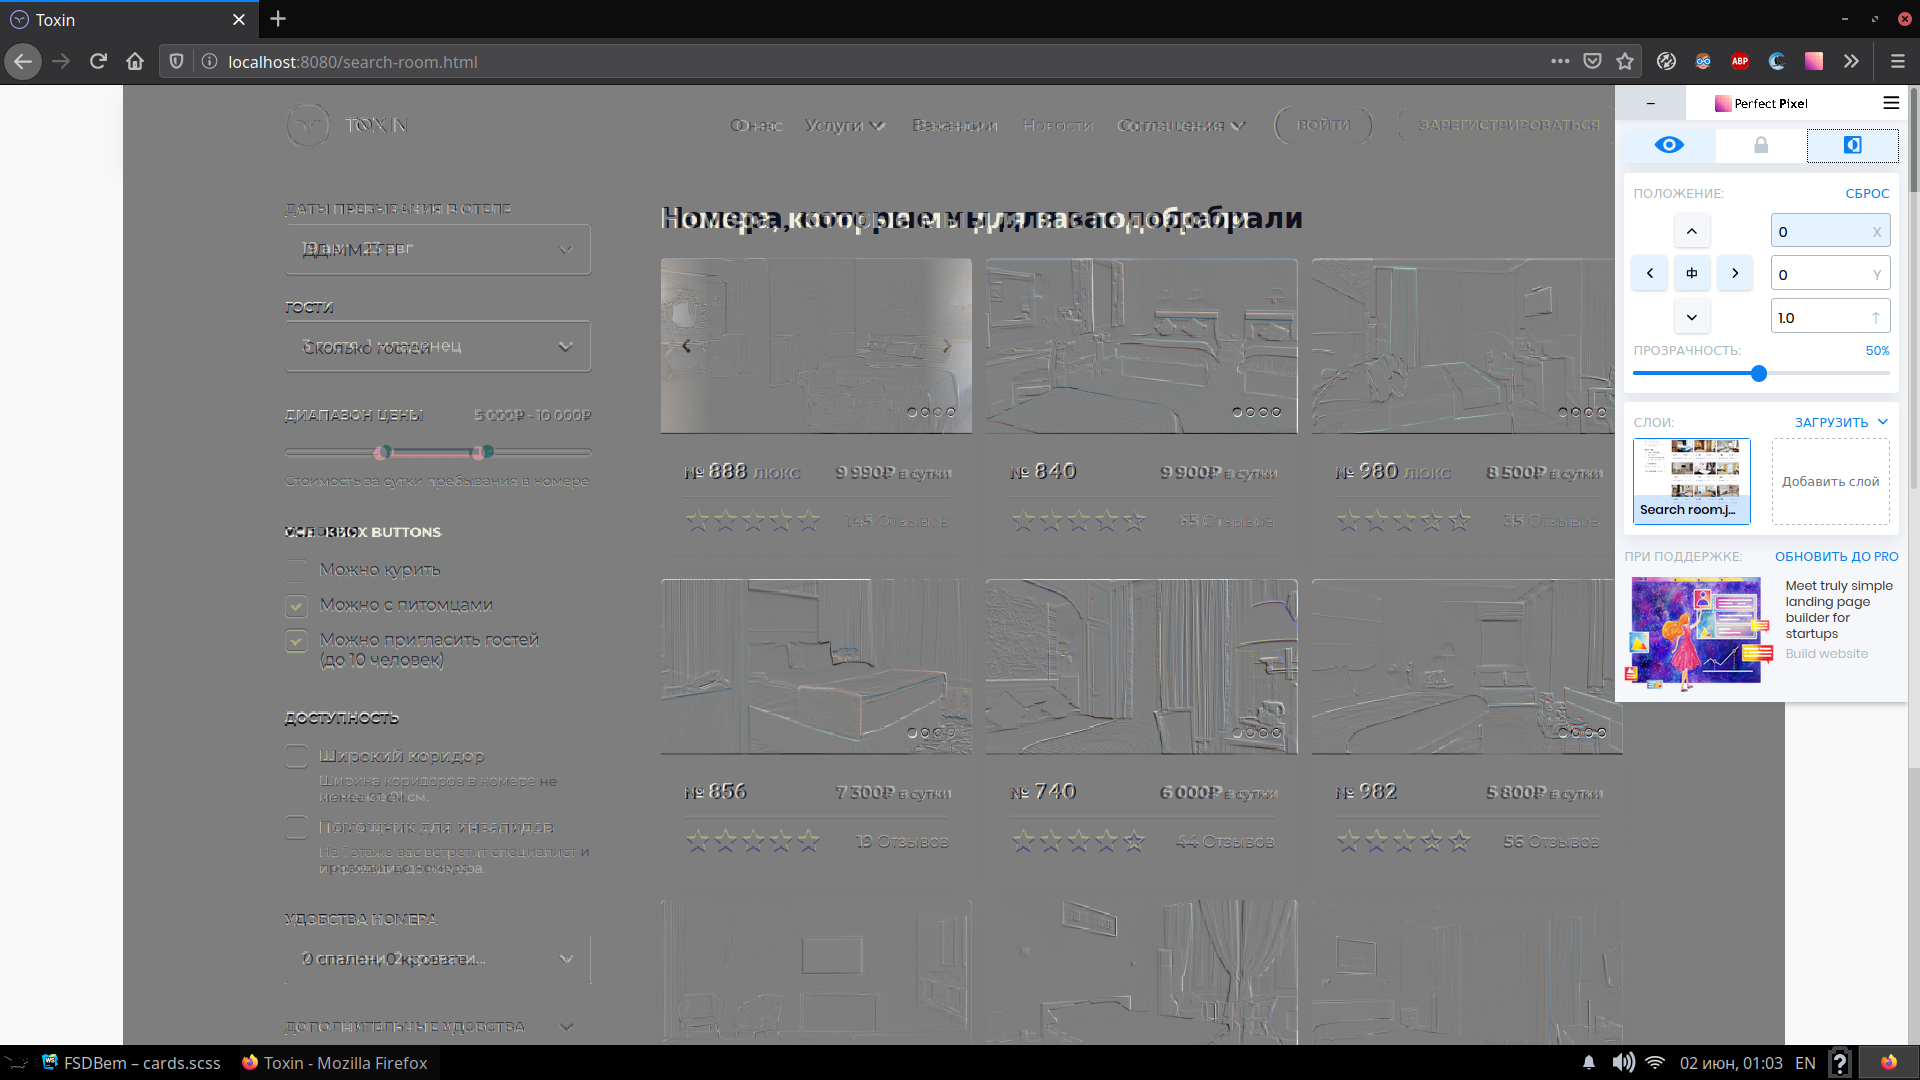 Toxin
localhost:8080/search-room.html
ABP
TOXIN
О нас
Услуги
Вакансии
Новости
Соглашения
ВОЙТИ
ЗАРЕГИСТРИРОВАТЬСЯ
Perfect Pixel
ПОЛОЖЕНИЕ:
СБРОС
0 X
0 Y
1.0
ПРОЗРАЧНОСТЬ:
50%
СЛОИ:
ЗАГРУЗИТЬ
Search room.j...
Добавить слой
ПРИ ПОДДЕРЖКЕ:
ОБНОВИТЬ ДО PRO
Meet truly simple
landing page
builder for
startups
Build website
ДАТЫ ПРЕБЫВАНИЯ В ОТЕЛЕ
ДД.ММ.ГГГГ
ГОСТИ
3 гостя, 1 младенец
Сколько гостей
ДИАПАЗОН ЦЕНЫ
5 000₽ - 10 000₽
Стоимость за сутки пребывания в номере
BUTTONS
Можно курить
Можно с питомцами
Можно пригласить гостей
(до 10 человек)
ДОСТУПНОСТЬ
Широкий коридор
Ширина коридоров в номере не
менее 91 см.
Помощник для инвалидов
На 1 этаже вас встретит специалист и
проводит до номера.
УДОБСТВА НОМЕРА
ДОПОЛНИТЕЛЬНЫЕ УДОБСТВА
Номера, которые мы для вас подобрали
№ 888 ЛЮКС
9 990₽ в сутки
145 Отзывов
№ 840
9 900₽ в сутки
65 Отзывов
№ 980 ЛЮКС
8 500₽ в сутки
35 Отзывов
№ 856
7 300₽ в сутки
19 Отзывов
№ 740
6 000₽ в сутки
44 Отзывов
№ 982
5 800₽ в сутки
56 Отзывов
FSDBem – cards.scss
Toxin - Mozilla Firefox
02 июн, 01:03
EN